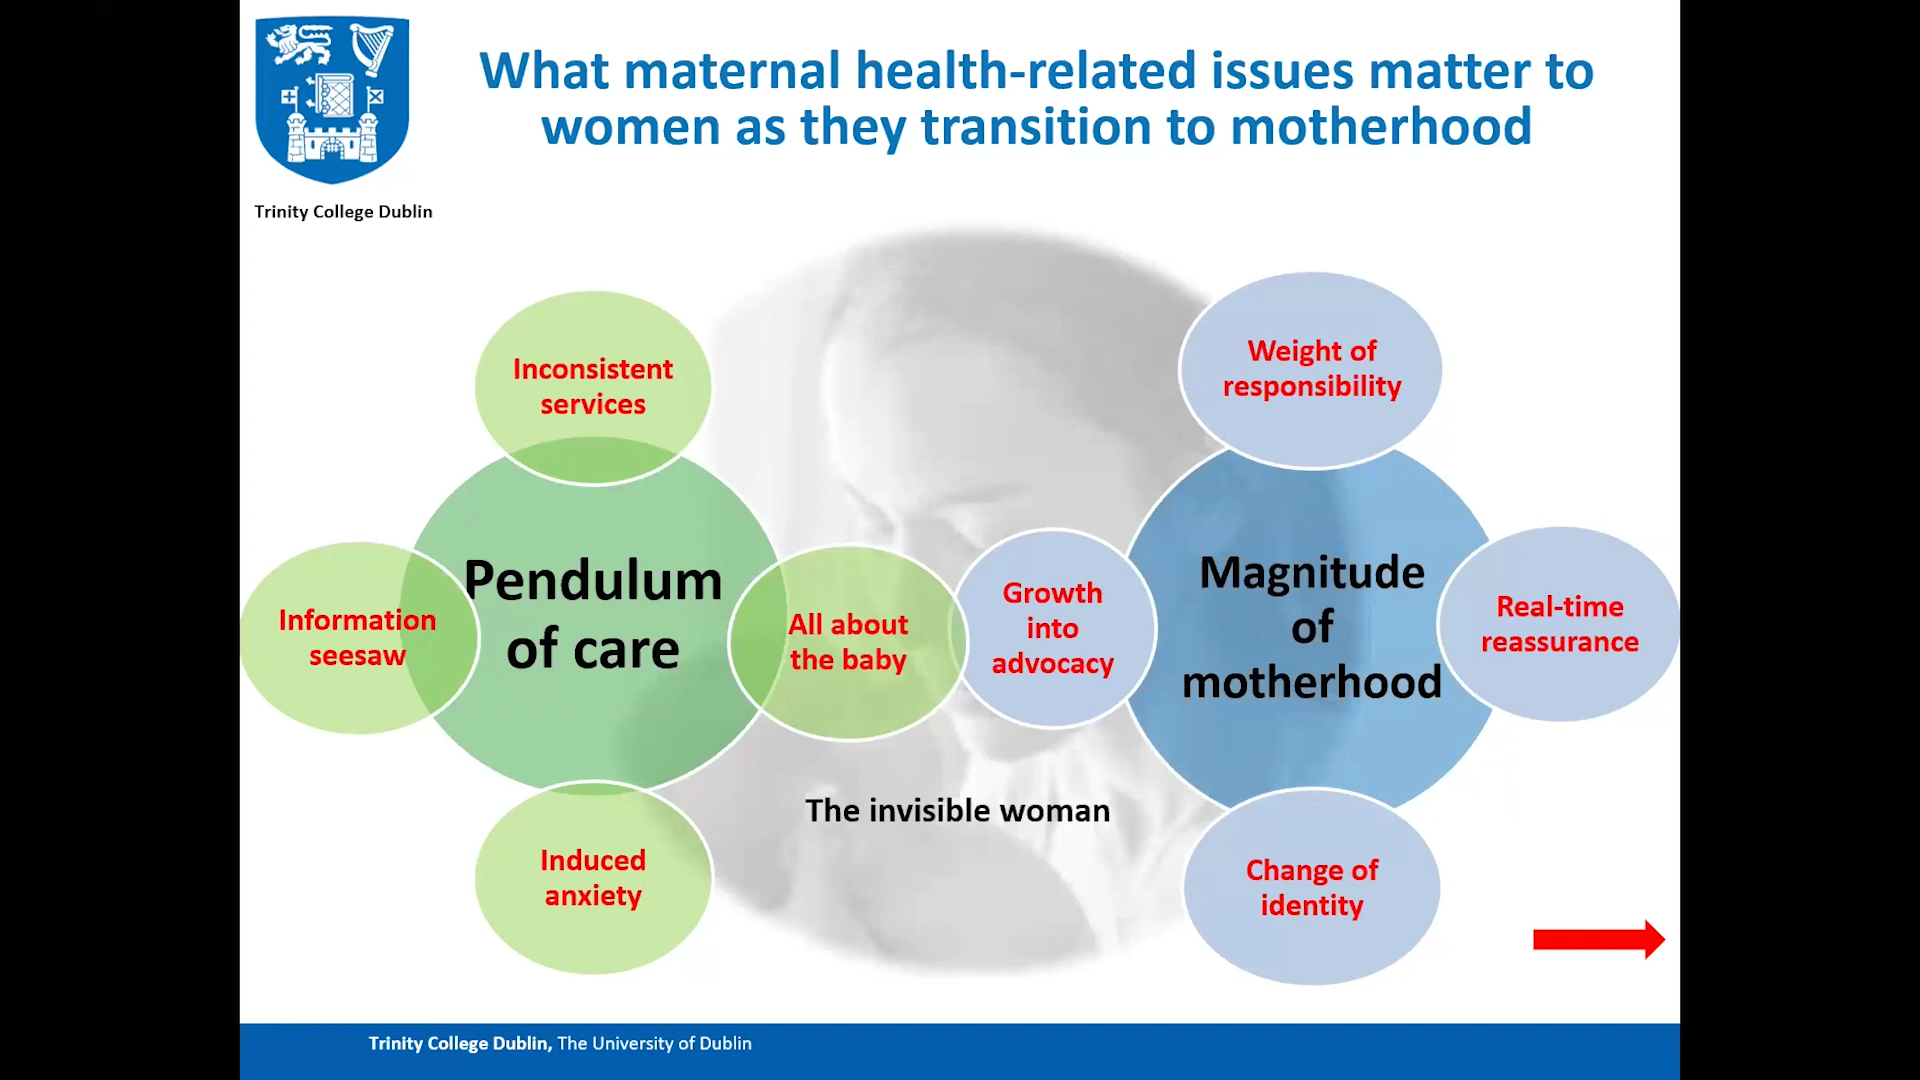 What maternal health-related issues matter to
women as they transition to motherhood
Trinity College Dublin
Inconsistent
services
Weight of
responsibility
Pendulum
of care
Information
seesaw
All about
the baby
Growth
into
advocacy
Magnitude
of
motherhood
Real-time
reassurance
The invisible woman
Induced
anxiety
Change of
identity
Trinity College Dublin, The University of Dublin